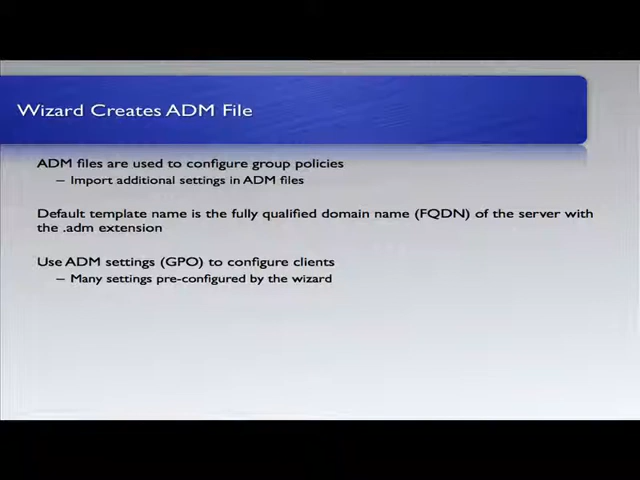 Wizard Creates ADM File
ADM files are used to configure group policies
– Import additional settings in ADM files
Default template name is the fully qualified domain name (FQDN) of the server with
the .adm extension
Use ADM settings (GPO) to configure clients
– Many settings pre-configured by the wizard